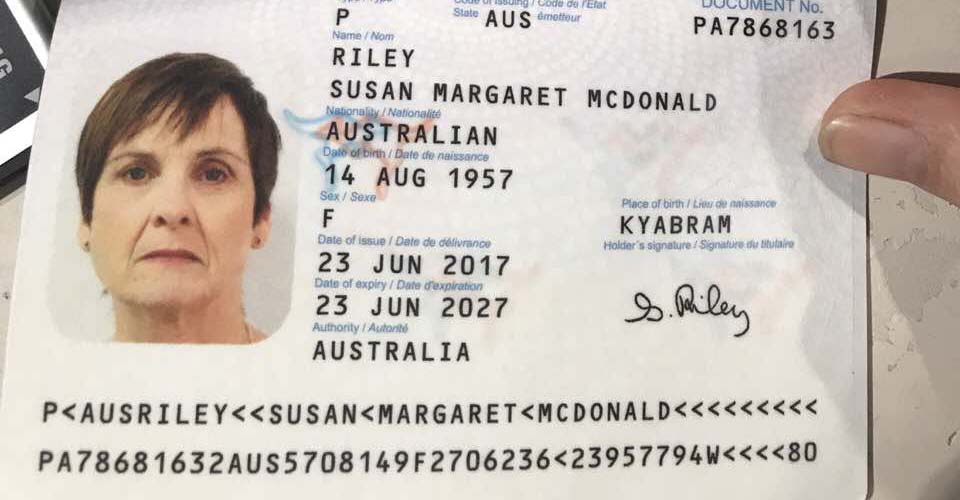 Code of Issuing / Code de l'État
DOCUMENT No.
P
State AUS émetteur
PA7868163
Name / Nom
RILEY
SUSAN MARGARET MCDONALD
Nationality / Nationalité
AUSTRALIAN
Date of birth / Date de naissance
14 AUG 1957
Sex / Sexe
Place of birth / Lieu de naissance
F
KYABRAM
Date of issue / Date de délivrance
Holder's signature / Signature du titulaire
23 JUN 2017
Date of expiry / Date d'expiration
23 JUN 2027
S. Riley
Authority / Autorité
AUSTRALIA
P<AUSRILEY<<SUSAN<MARGARET<MCDONALD<<<<<<<<<
PA78681632AUS5708149F2706236<23957794W<<<<80